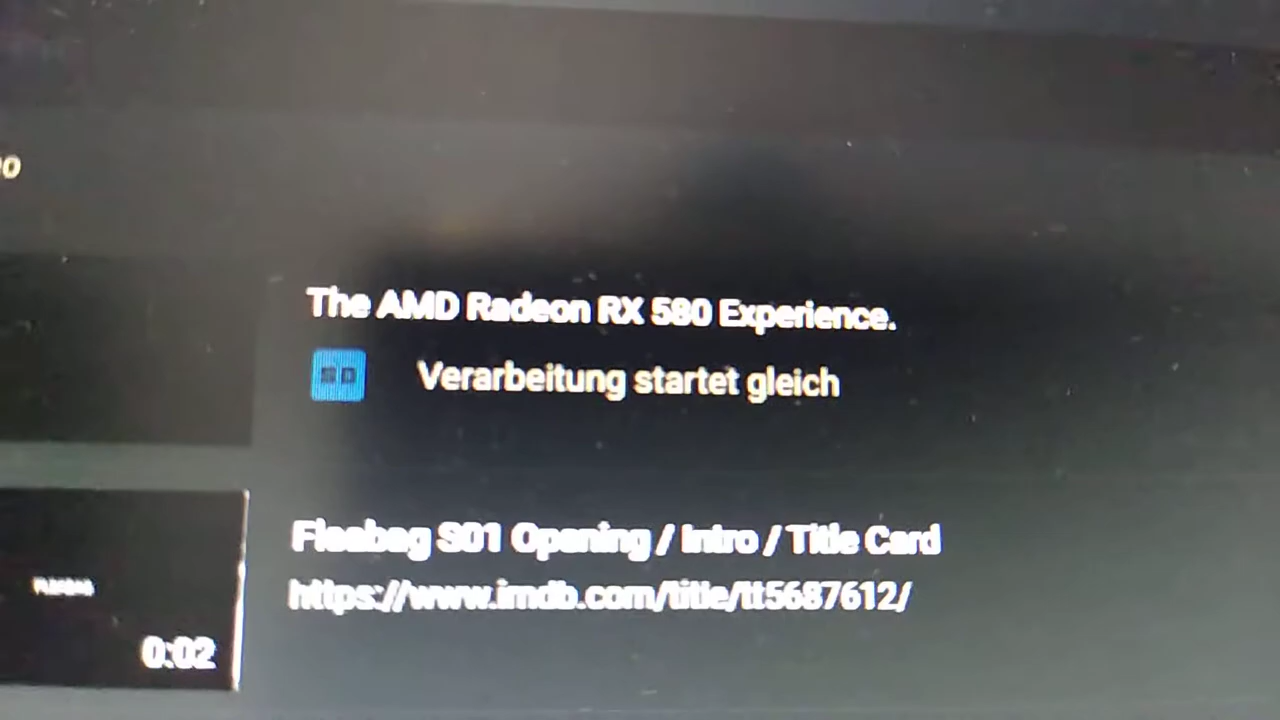 The AMD Radeon RX 580 Experience.
SD
Verarbeitung startet gleich
Fleabag S01 Opening / Intro / Title Card
https://www.imdb.com/title/tt5687612/
0:02